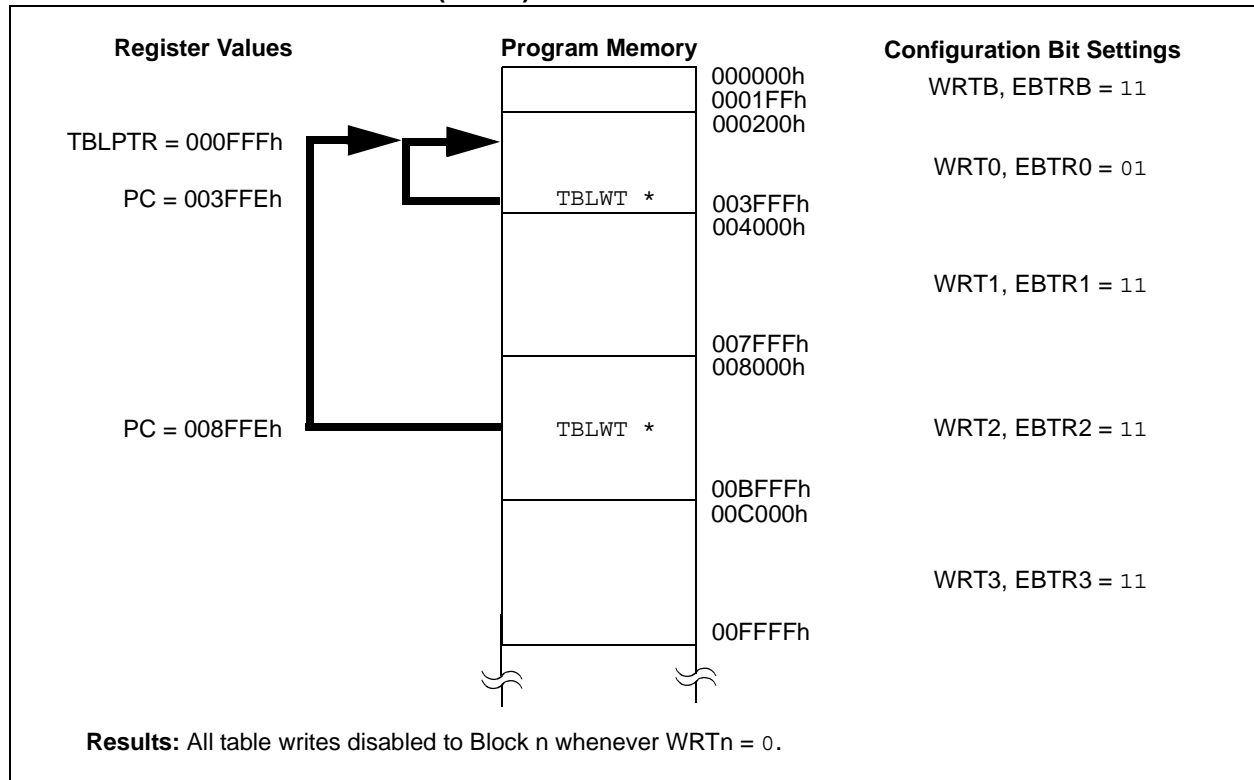 Register Values Program Memory Configuration Bit Settings
000000h
WRTB, EBTRB = 11
0001FFh
000200h
TBLPTR = 000FFFh
WRT0, EBTR0 = 01
PC = 003FFEh TBLWT * 003FFFh
004000h
WRT1, EBTR1 = 11
007FFFh
008000h
PC = 008FFEh TBLWT * WRT2, EBTR2 = 11
00BFFFh
00C000h
WRT3, EBTR3 = 11
00FFFFh
Results: All table writes disabled to Block n whenever WRTn = 0.